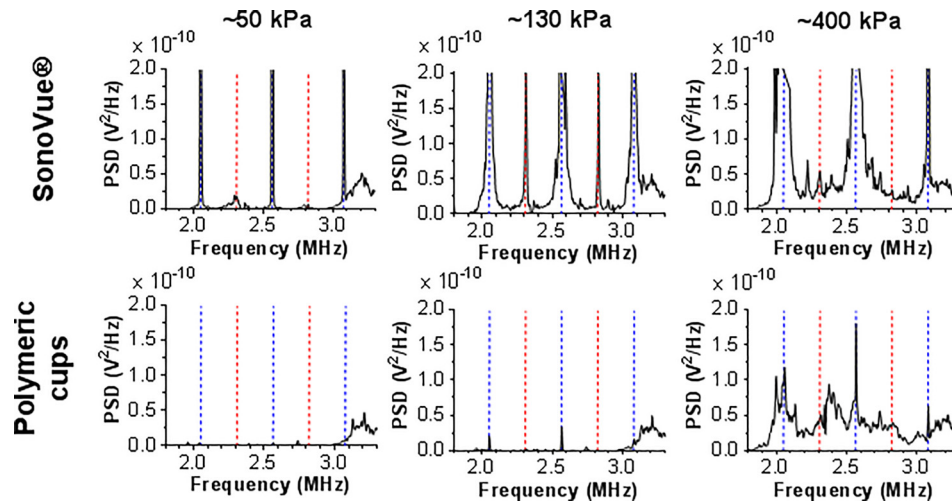 ~50 kPa ~130 kPa ~400 kPa
SonoVue®
× 10⁻¹⁰ × 10⁻¹⁰ × 10⁻¹⁰
PSD (V²/Hz) PSD (V²/Hz) PSD (V²/Hz)
2.0 2.0 2.0
1.5 1.5 1.5
1.0 1.0 1.0
0.5 0.5 0.5
0.0 0.0 0.0
2.0 2.5 3.0 2.0 2.5 3.0 2.0 2.5 3.0
Frequency (MHz) Frequency (MHz) Frequency (MHz)
Polymeric
cups
× 10⁻¹⁰ × 10⁻¹⁰ × 10⁻¹⁰
PSD (V²/Hz) PSD (V²/Hz) PSD (V²/Hz)
2.0 2.0 2.0
1.5 1.5 1.5
1.0 1.0 1.0
0.5 0.5 0.5
0.0 0.0 0.0
2.0 2.5 3.0 2.0 2.5 3.0 2.0 2.5 3.0
Frequency (MHz) Frequency (MHz) Frequency (MHz)